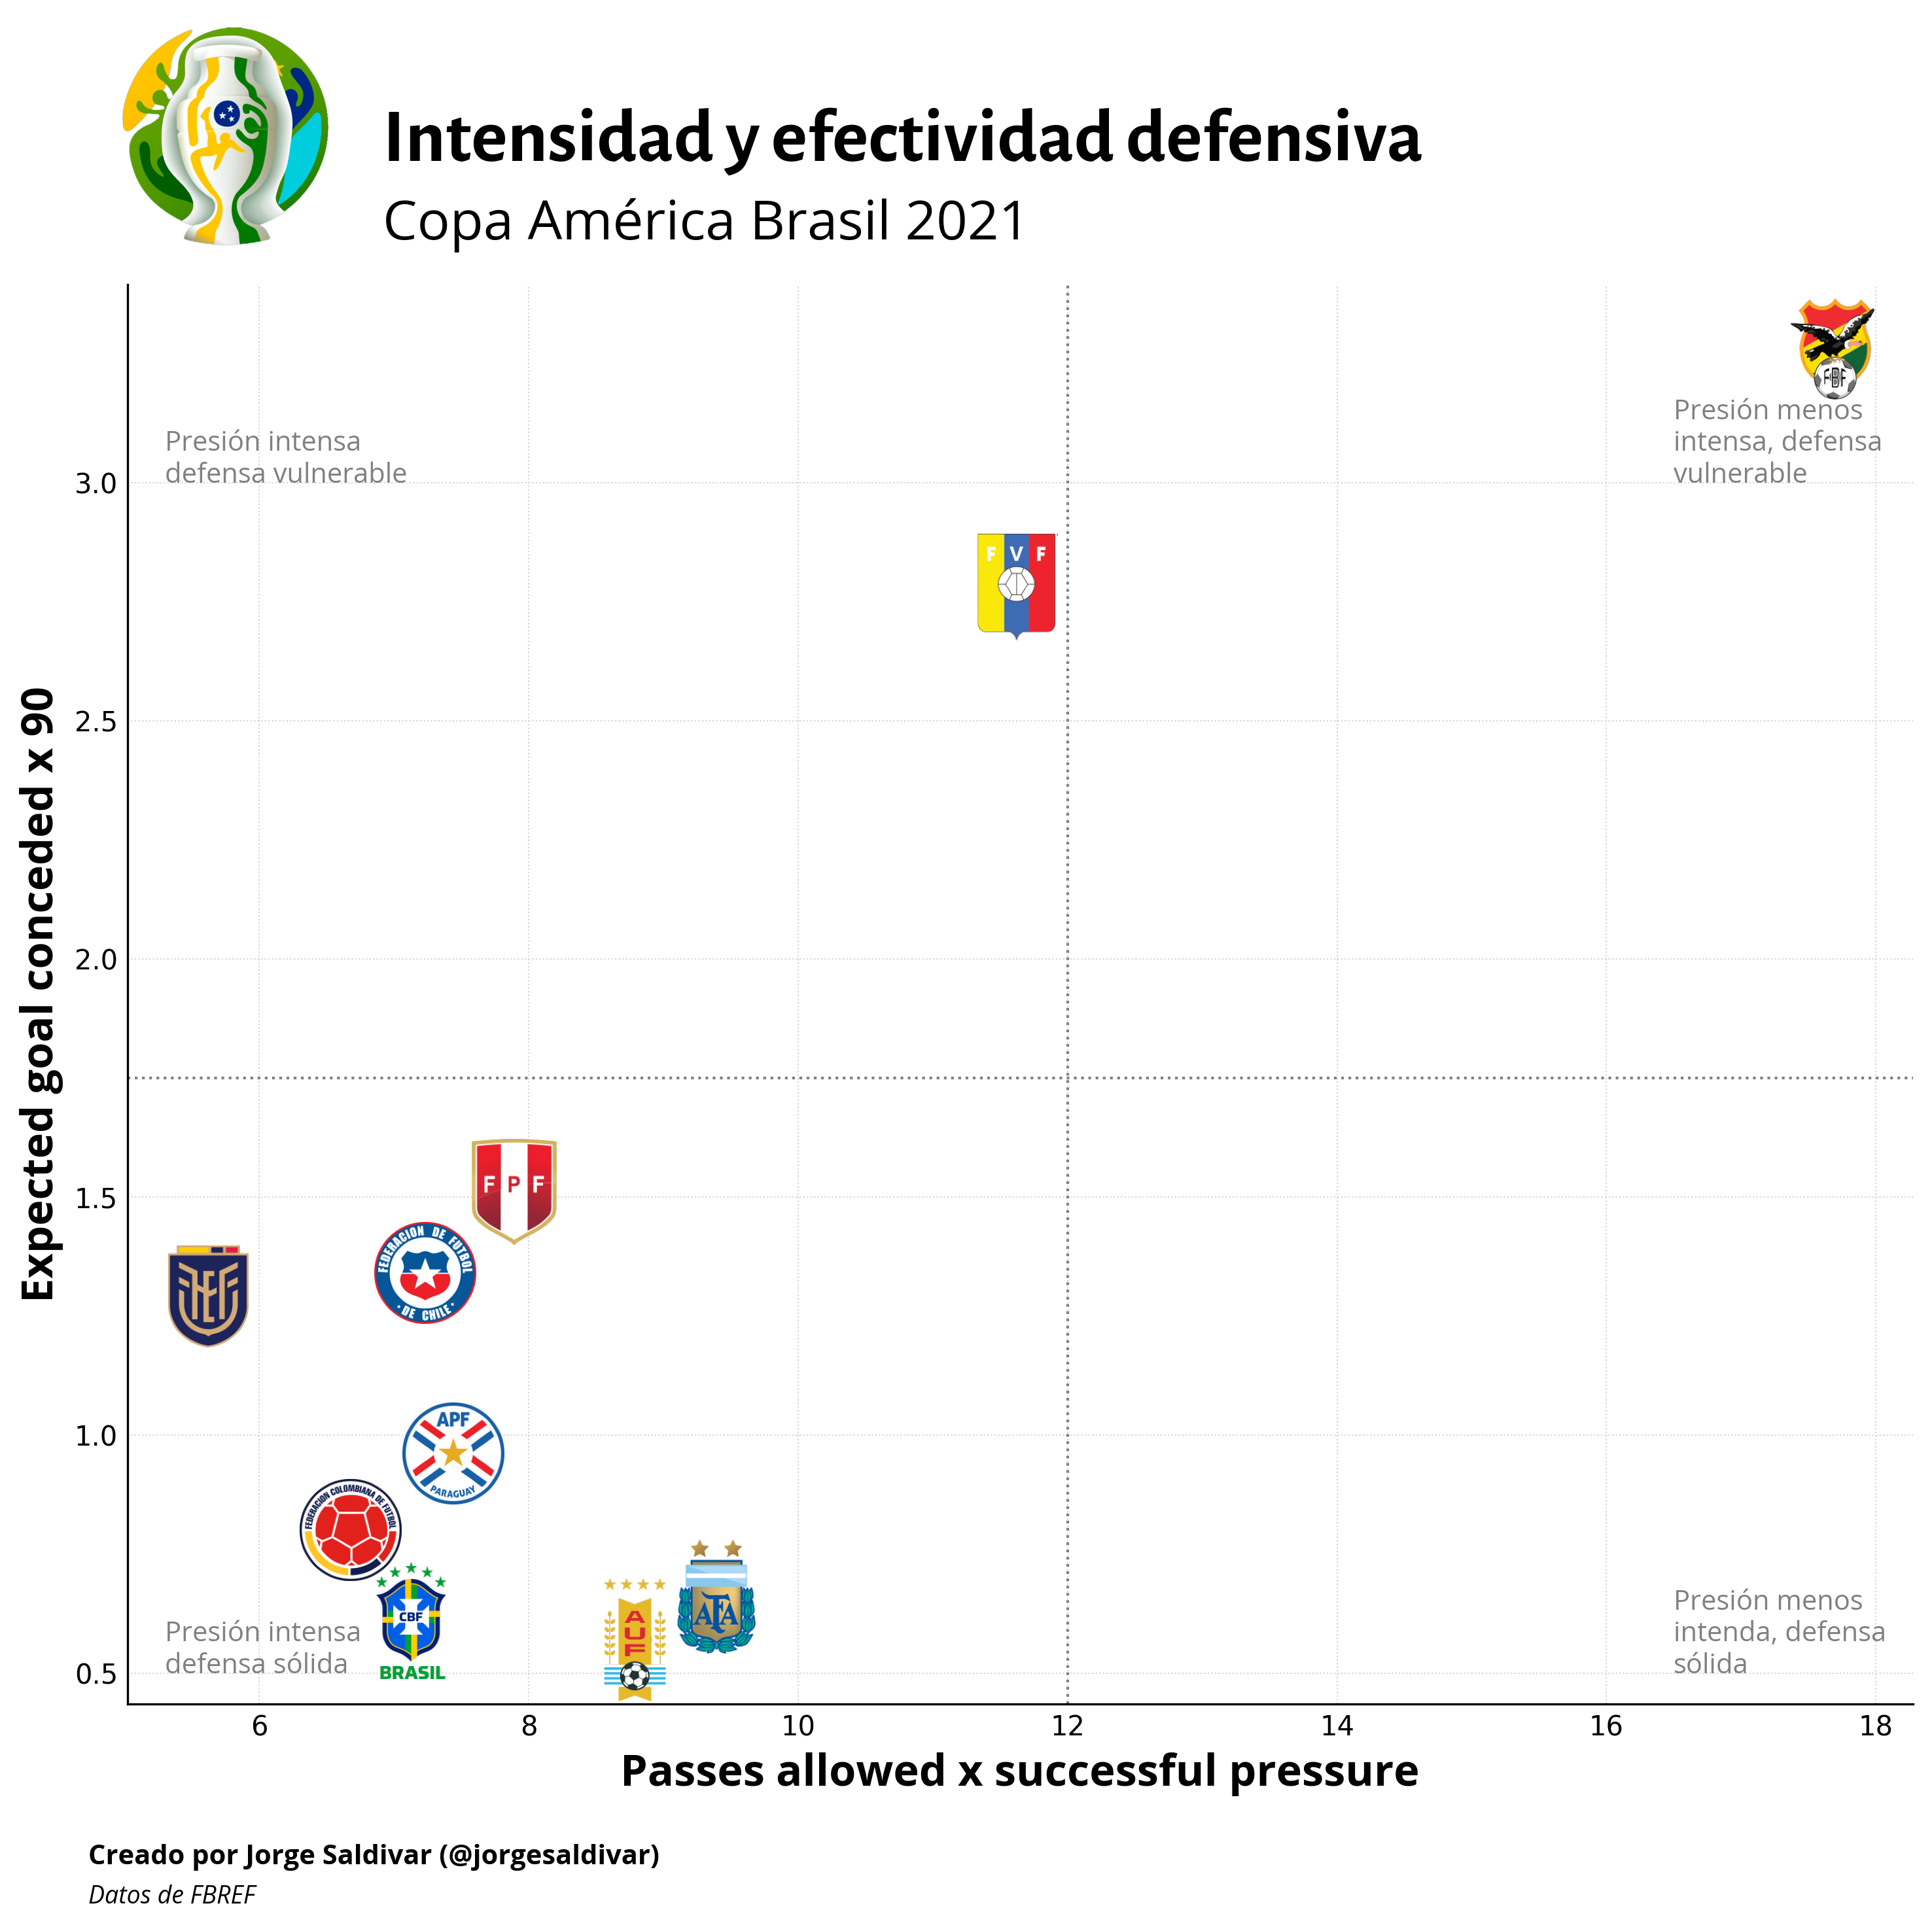 Intensidad y efectividad defensiva
Copa América Brasil 2021
Presión intensa
defensa vulnerable
Presión menos
intensa, defensa
vulnerable
FBF
3.0
F V F
2.5
2.0
1.5
1.0
0.5
Expected goal conceded x 90
F P F
FEDERACION DE FUTBOL
· DE CHILE ·
FEF
APF
PARAGUAY
FEDERACION COLOMBIANA DE FUTBOL
CBF
BRASIL
AUF
AFA
Presión intensa
defensa sólida
Presión menos
intenda, defensa
sólida
6
8
10
12
14
16
18
Passes allowed x successful pressure
Creado por Jorge Saldivar (@jorgesaldivar)
Datos de FBREF